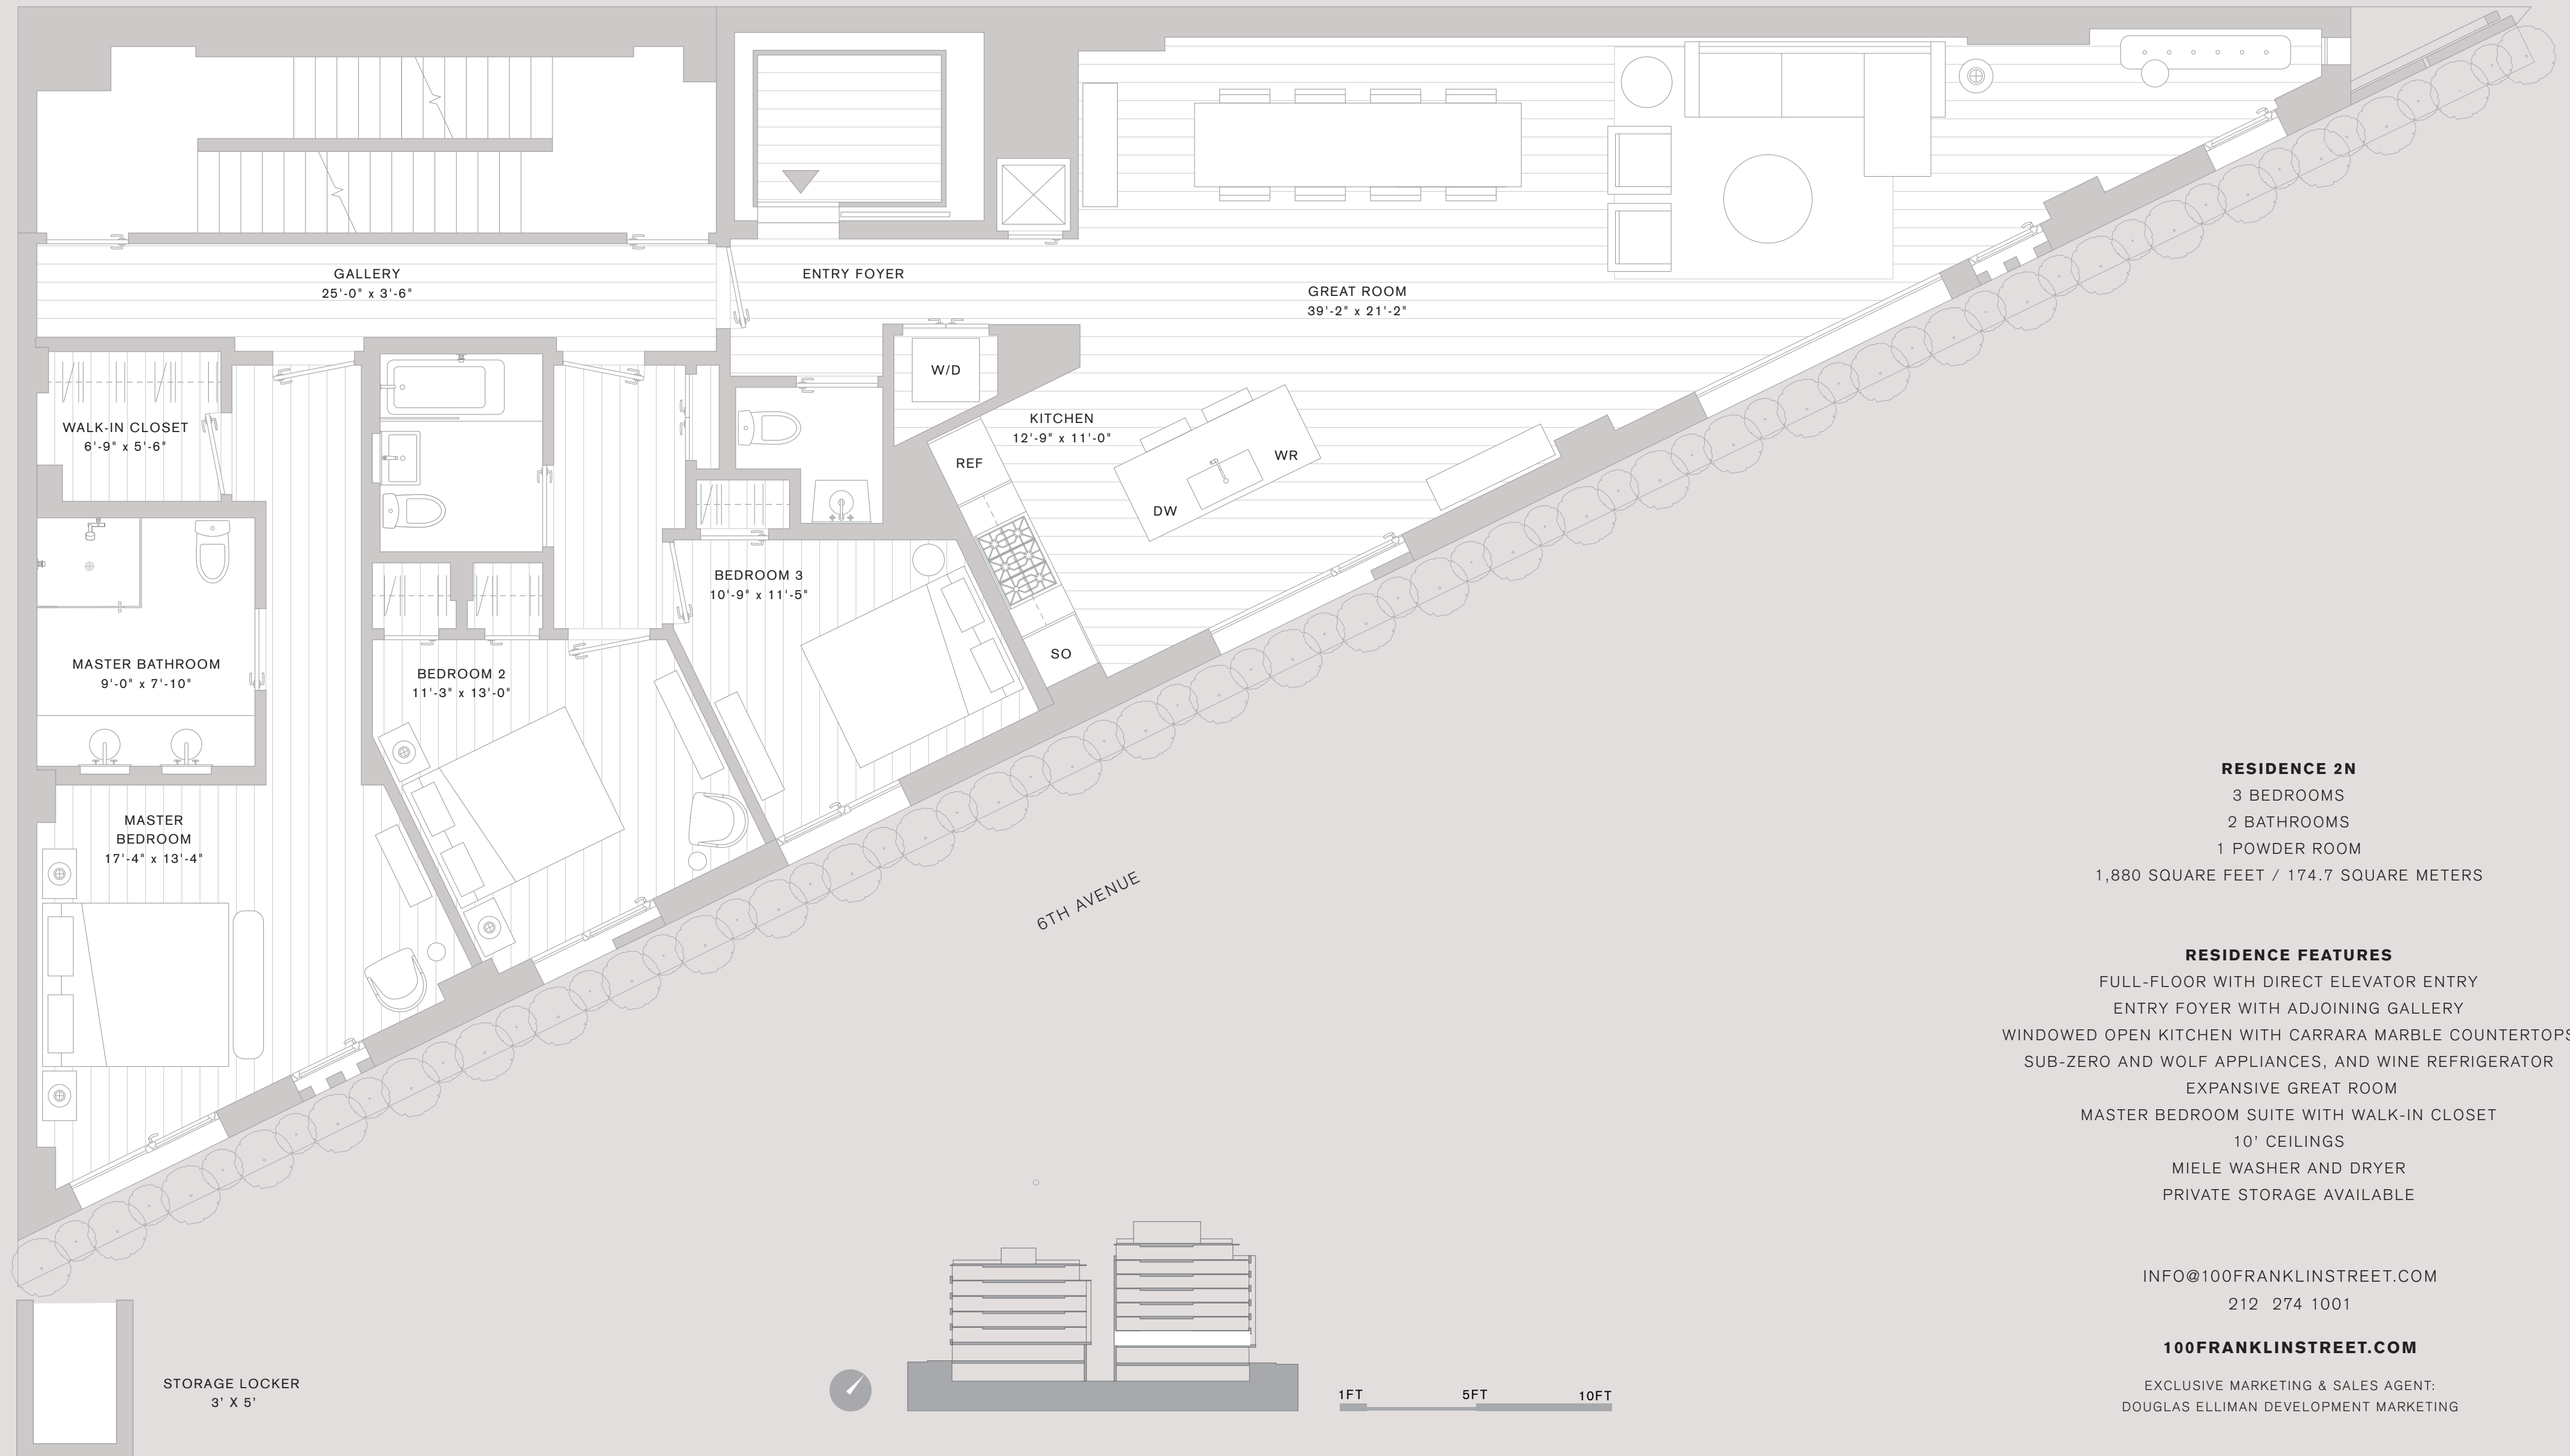 GALLERY
25'-0" x 3'-6"
ENTRY FOYER
GREAT ROOM
39'-2" x 21'-2"
W/D
WALK-IN CLOSET
6'-9" x 5'-6"
KITCHEN
12'-9" x 11'-0"
REF
WR
DW
SO
BEDROOM 3
10'-9" x 11'-5"
MASTER BATHROOM
9'-0" x 7'-10"
BEDROOM 2
11'-3" x 13'-0"
MASTER
BEDROOM
17'-4" x 13'-4"
6TH AVENUE
RESIDENCE 2N
3 BEDROOMS
2 BATHROOMS
1 POWDER ROOM
1,880 SQUARE FEET / 174.7 SQUARE METERS
RESIDENCE FEATURES
FULL-FLOOR WITH DIRECT ELEVATOR ENTRY
ENTRY FOYER WITH ADJOINING GALLERY
WINDOWED OPEN KITCHEN WITH CARRARA MARBLE COUNTERTOPS
SUB-ZERO AND WOLF APPLIANCES, AND WINE REFRIGERATOR
EXPANSIVE GREAT ROOM
MASTER BEDROOM SUITE WITH WALK-IN CLOSET
10' CEILINGS
MIELE WASHER AND DRYER
PRIVATE STORAGE AVAILABLE
INFO@100FRANKLINSTREET.COM
212 274 1001
100FRANKLINSTREET.COM
EXCLUSIVE MARKETING & SALES AGENT:
DOUGLAS ELLIMAN DEVELOPMENT MARKETING
STORAGE LOCKER
3' X 5'
1FT 5FT 10FT